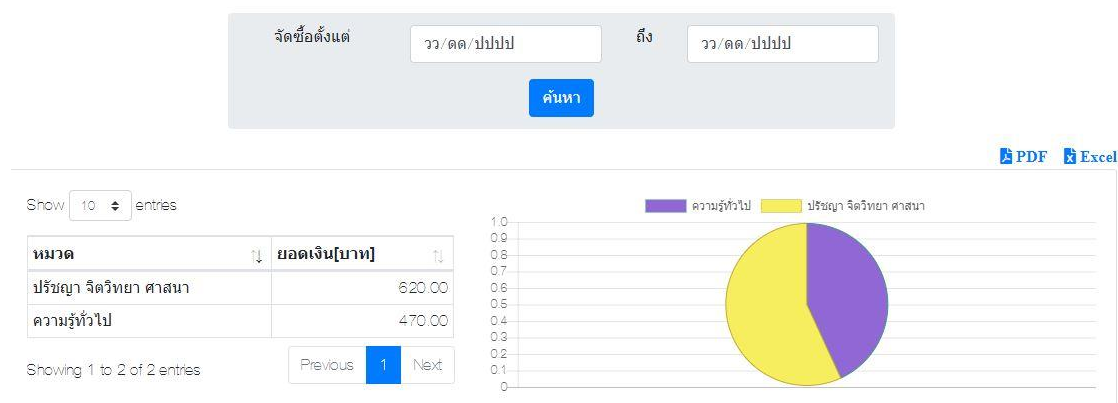 จัดซื้อตั้งแต่ วว/ดด/ปปปป ถึง วว/ดด/ปปปป
ค้นหา
PDF Excel
Show 10 entries
หมวด ยอดเงิน[บาท]
ปรัชญา จิตวิทยา ศาสนา 620.00
ความรู้ทั่วไป 470.00
Showing 1 to 2 of 2 entries
Previous 1 Next
ความรู้ทั่วไป ปรัชญา จิตวิทยา ศาสนา
1.0
0.9
0.8
0.7
0.6
0.5
0.4
0.3
0.2
0.1
0